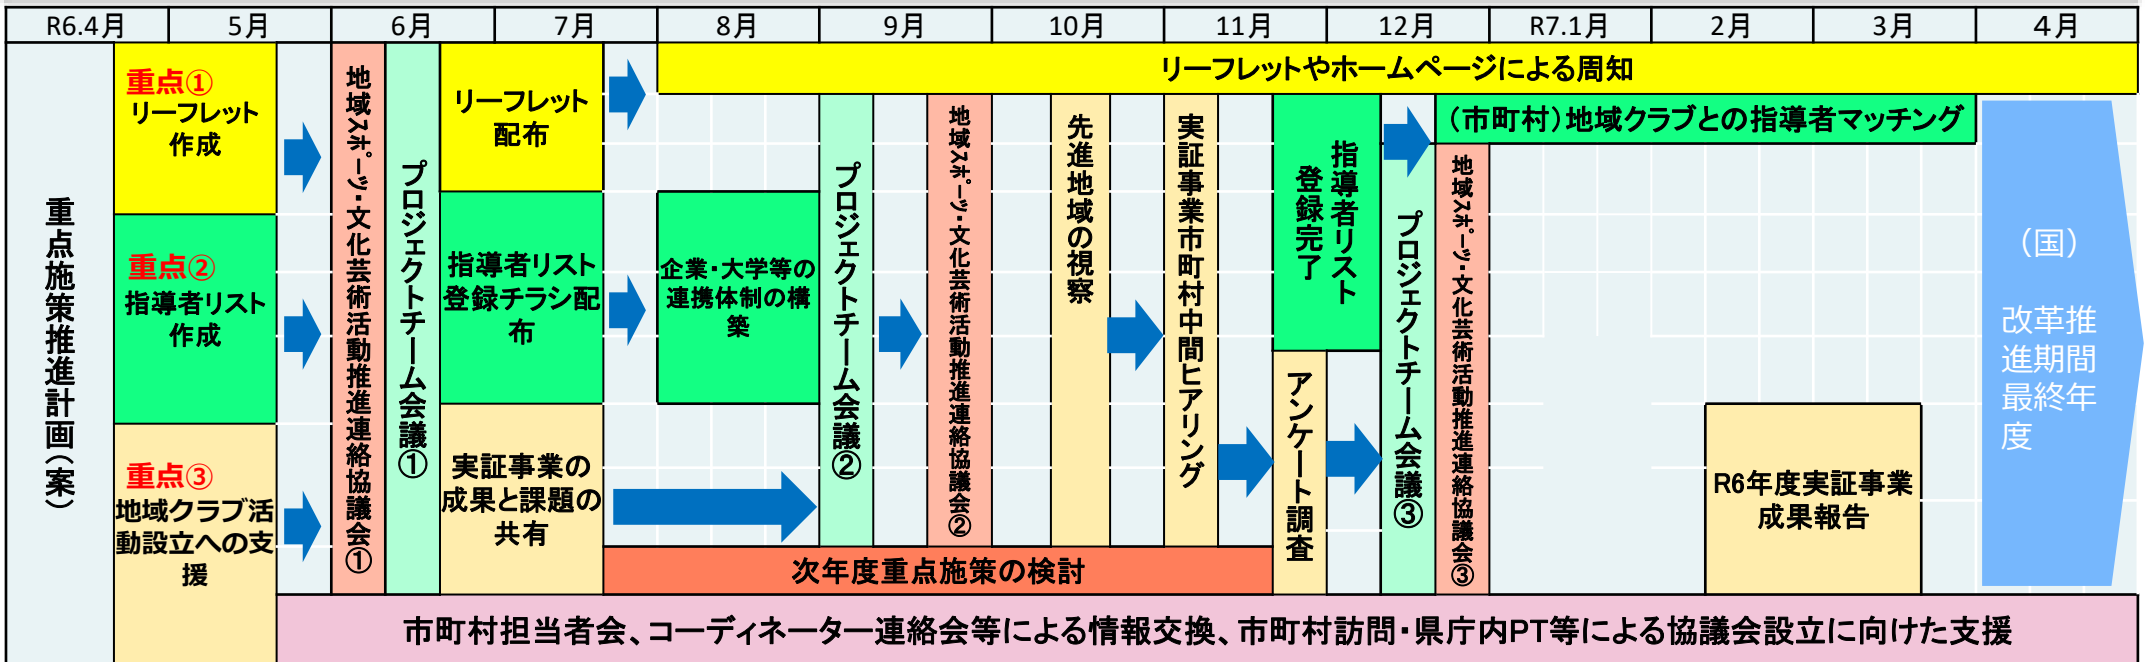 R6.4月
5月
6月
7月
8月
9月
10月
11月
12月
R7.1月
2月
3月
4月
重点施策推進計画(案)
重点①
リーフレット
作成
重点②
指導者リスト
作成
重点③
地域クラブ活
動設立への支
援
地域スポーツ・文化芸術活動推進連絡協議会①
プロジェクトチーム会議①
リーフレット
配布
指導者リスト
登録チラシ配
布
実証事業の
成果と課題の
共有
リーフレットやホームページによる周知
企業・大学等の
連携体制の構
築
プロジェクトチーム会議②
地域スポーツ・文化芸術活動推進連絡協議会②
先進地域の視察
実証事業市町村中間ヒアリング
指導者リスト
登録完了
アンケート調査
プロジェクトチーム会議③
(市町村)地域クラブとの指導者マッチング
地域スポーツ・文化芸術活動推進連絡協議会③
R6年度実証事業
成果報告
(国)
改革推
進期間
最終年
度
次年度重点施策の検討
市町村担当者会、コーディネーター連絡会等による情報交換、市町村訪問・県庁内PT等による協議会設立に向けた支援